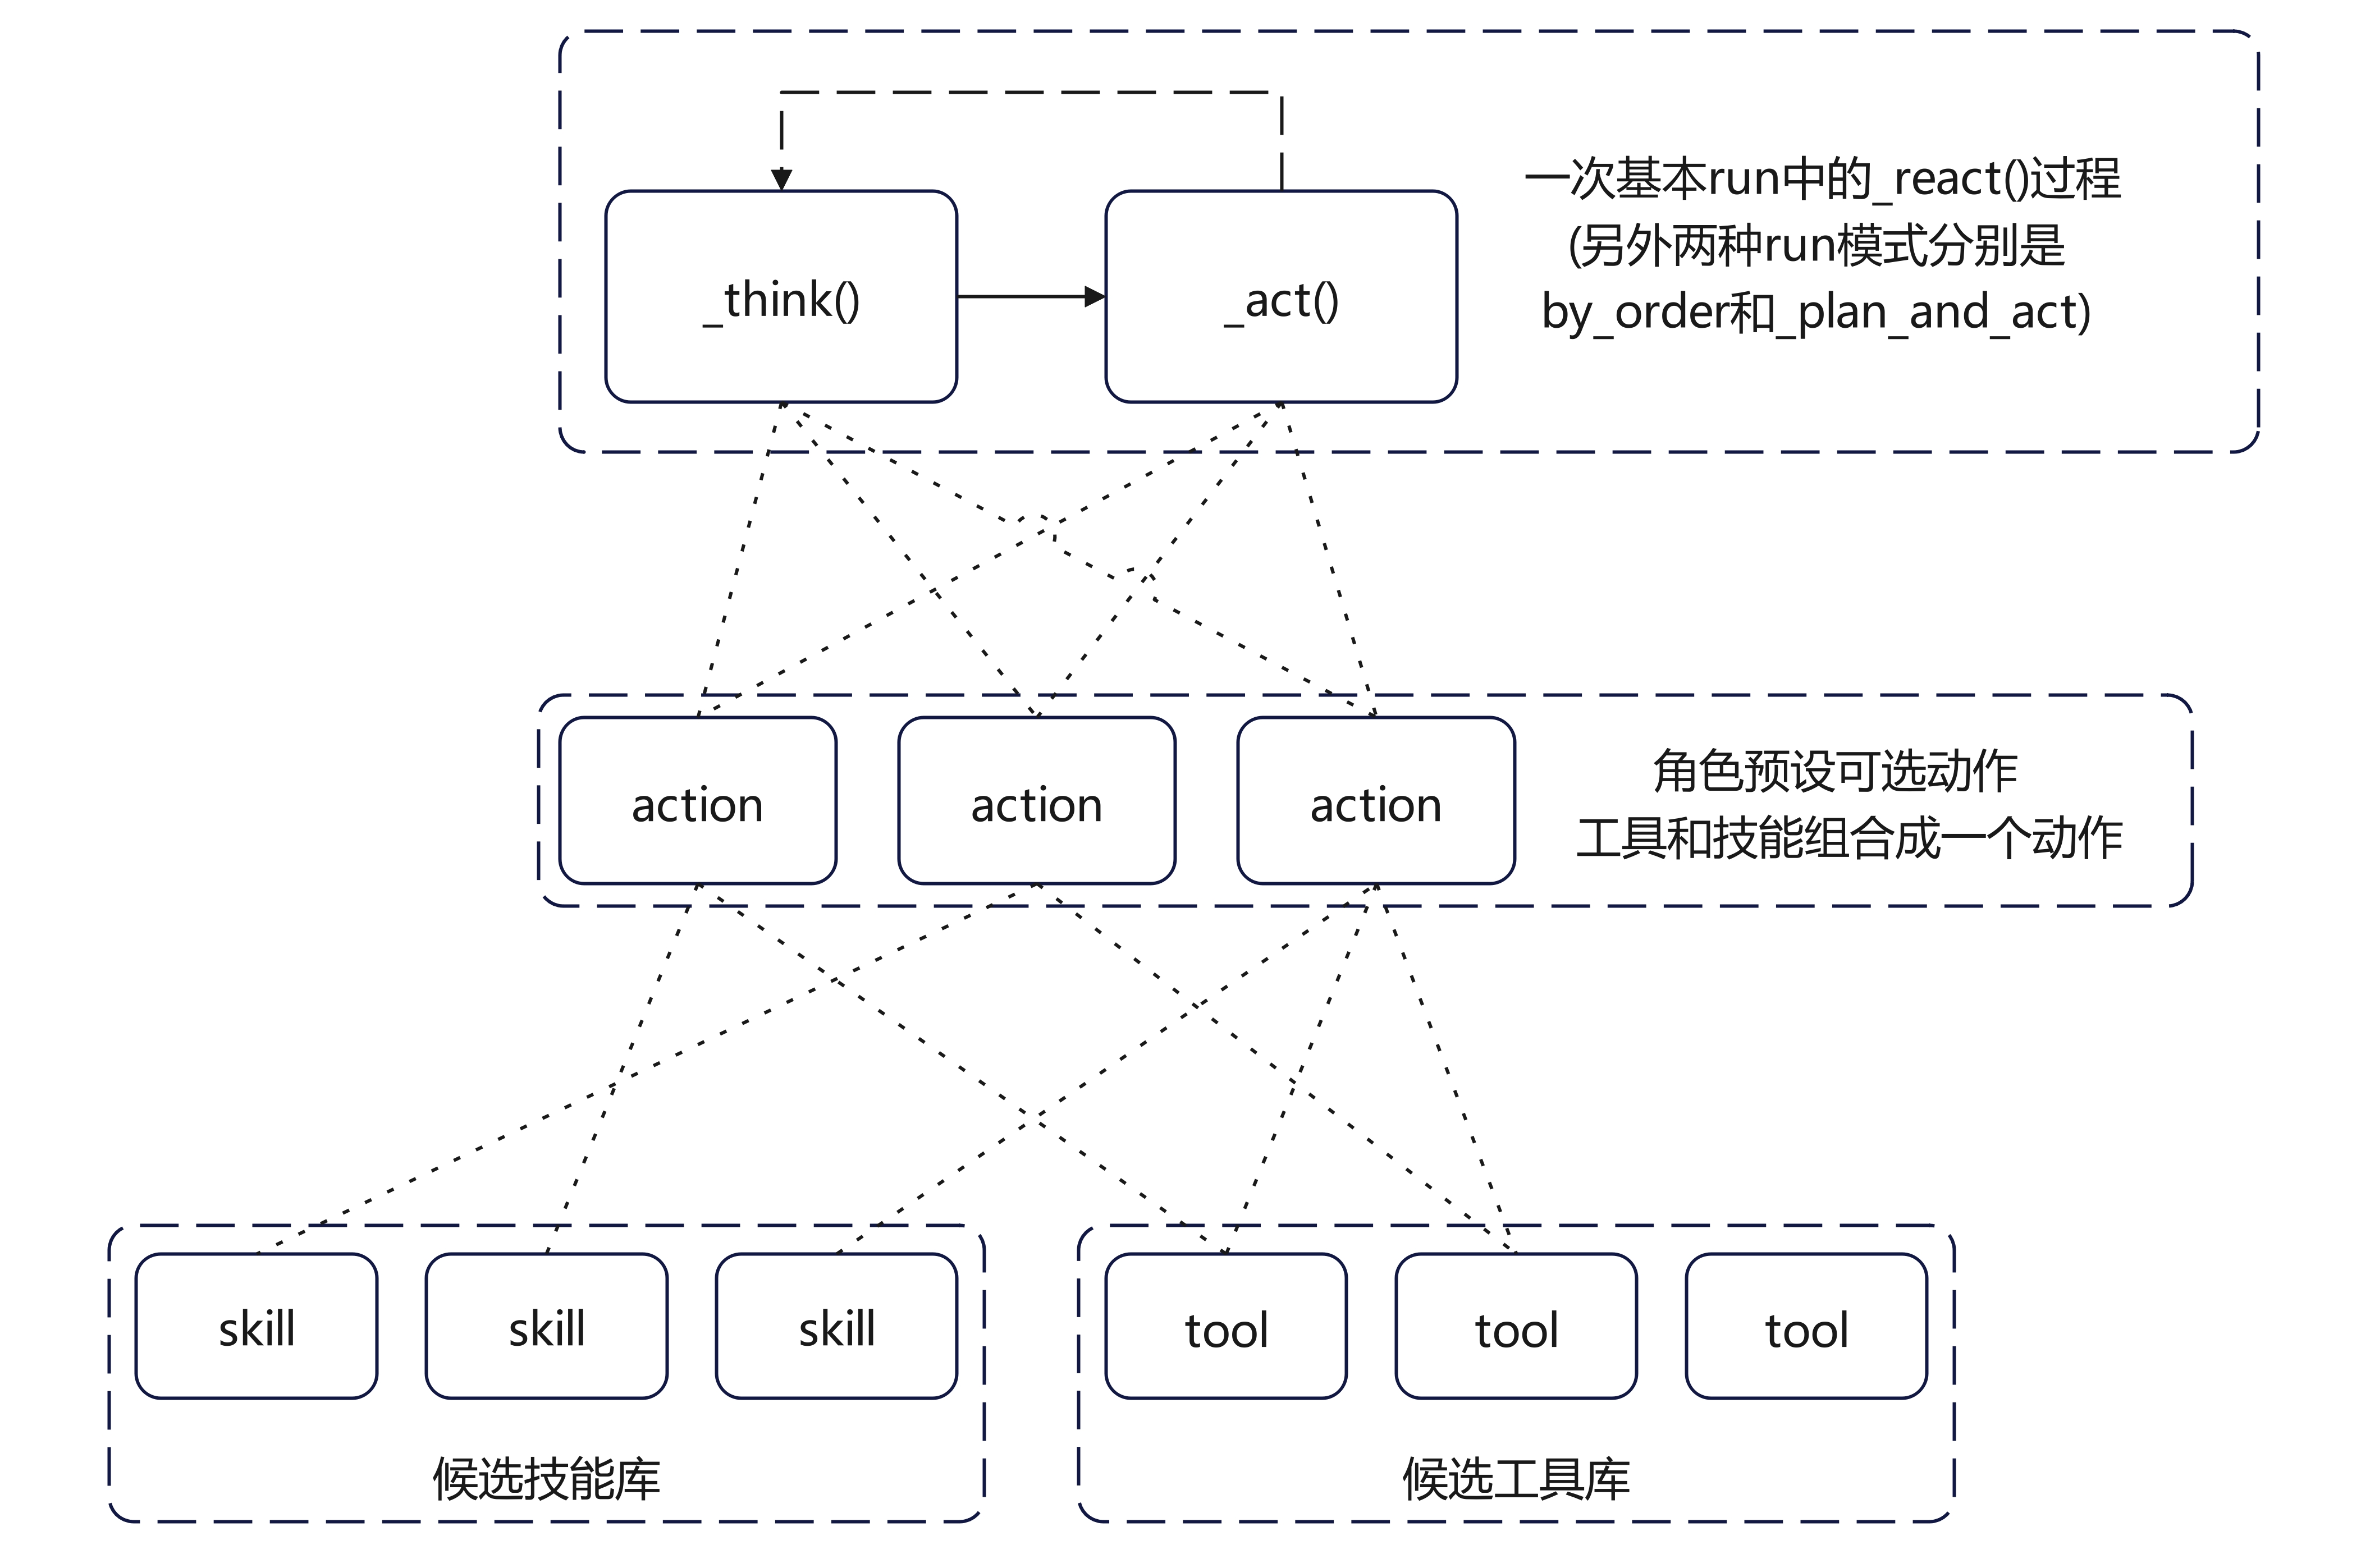 _think()
_act()
一次基本run中的_react()过程
(另外两种run模式分别是
by_order和_plan_and_act)
action
action
action
角色预设可选动作
工具和技能组合成一个动作
skill
skill
skill
候选技能库
tool
tool
tool
候选工具库